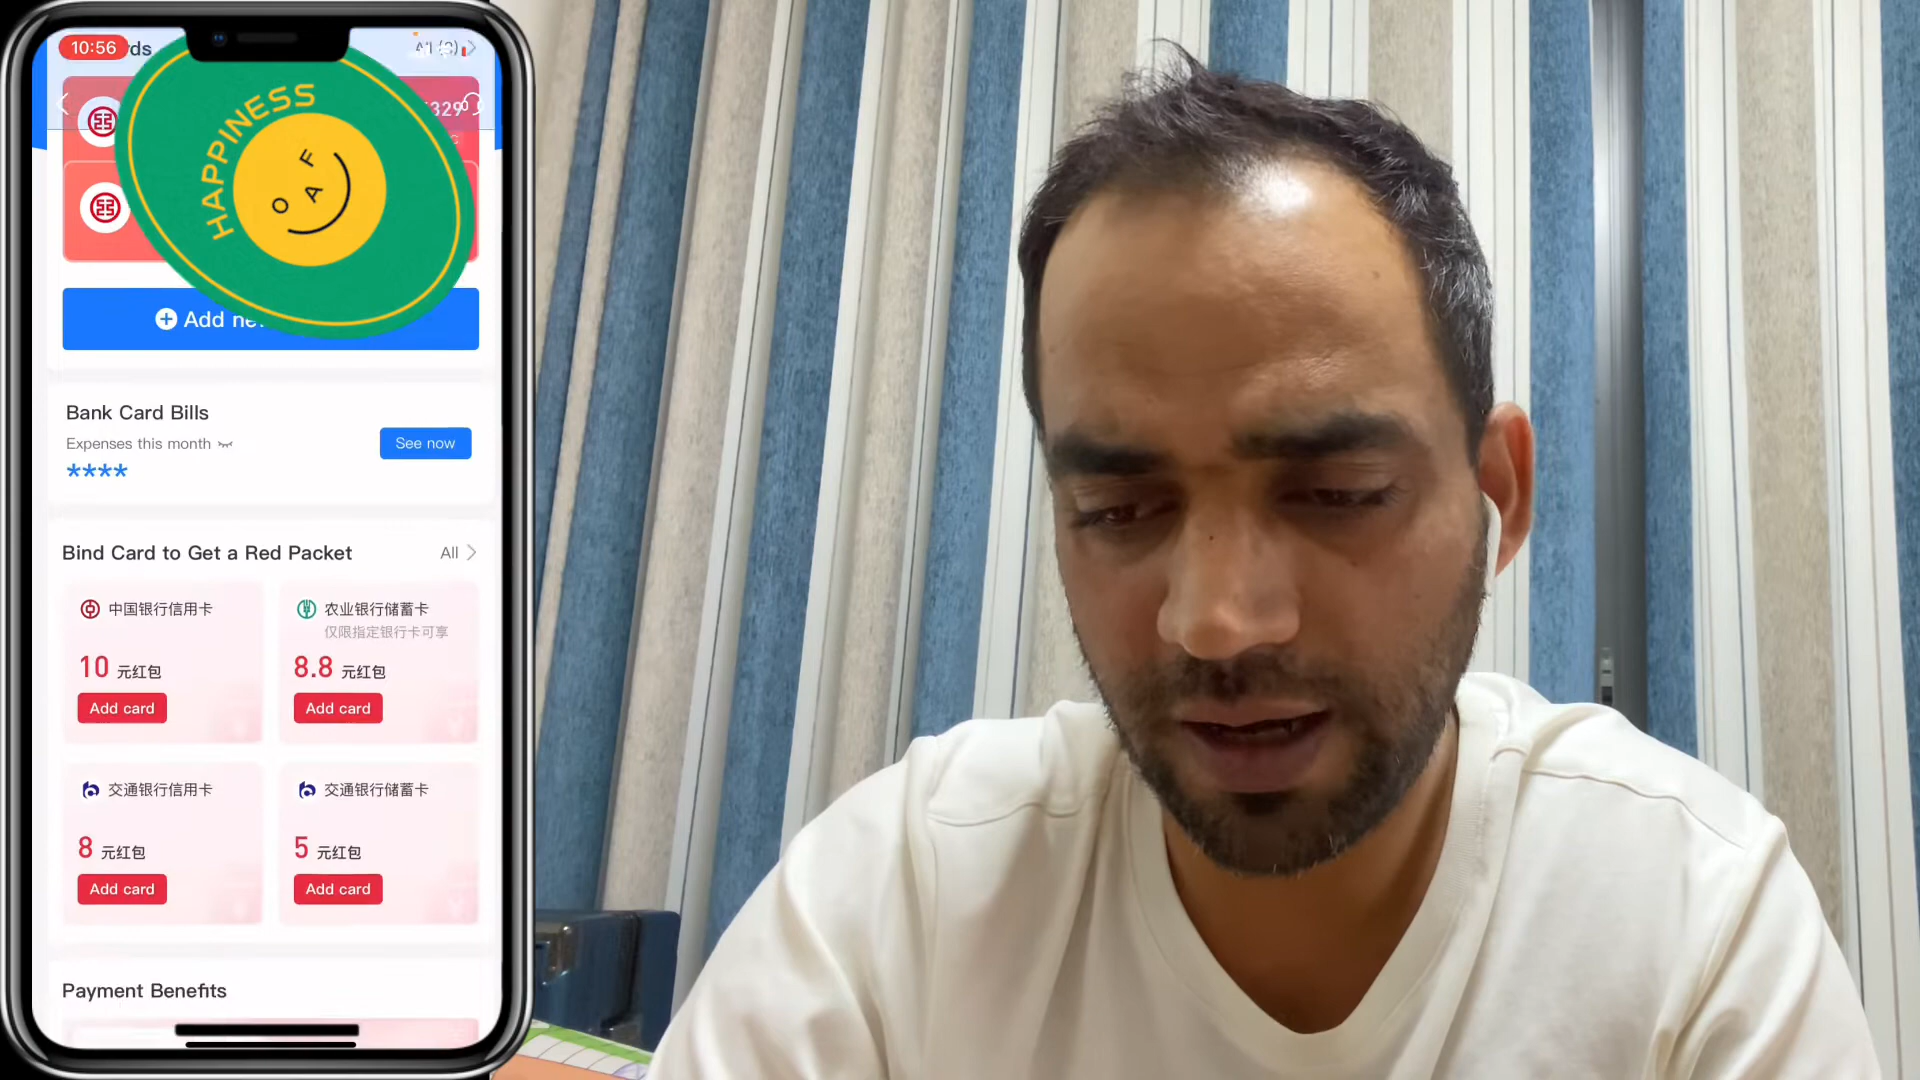 10:56
rds
All (8)
HAPPINESS
329
O A F
Add ne
Bank Card Bills
Expenses this month
See now
****
Bind Card to Get a Red Packet
All
中国银行信用卡
10 元红包
Add card
农业银行储蓄卡
仅限指定银行卡可享
8.8 元红包
Add card
交通银行信用卡
8 元红包
Add card
交通银行储蓄卡
5 元红包
Add card
Payment Benefits